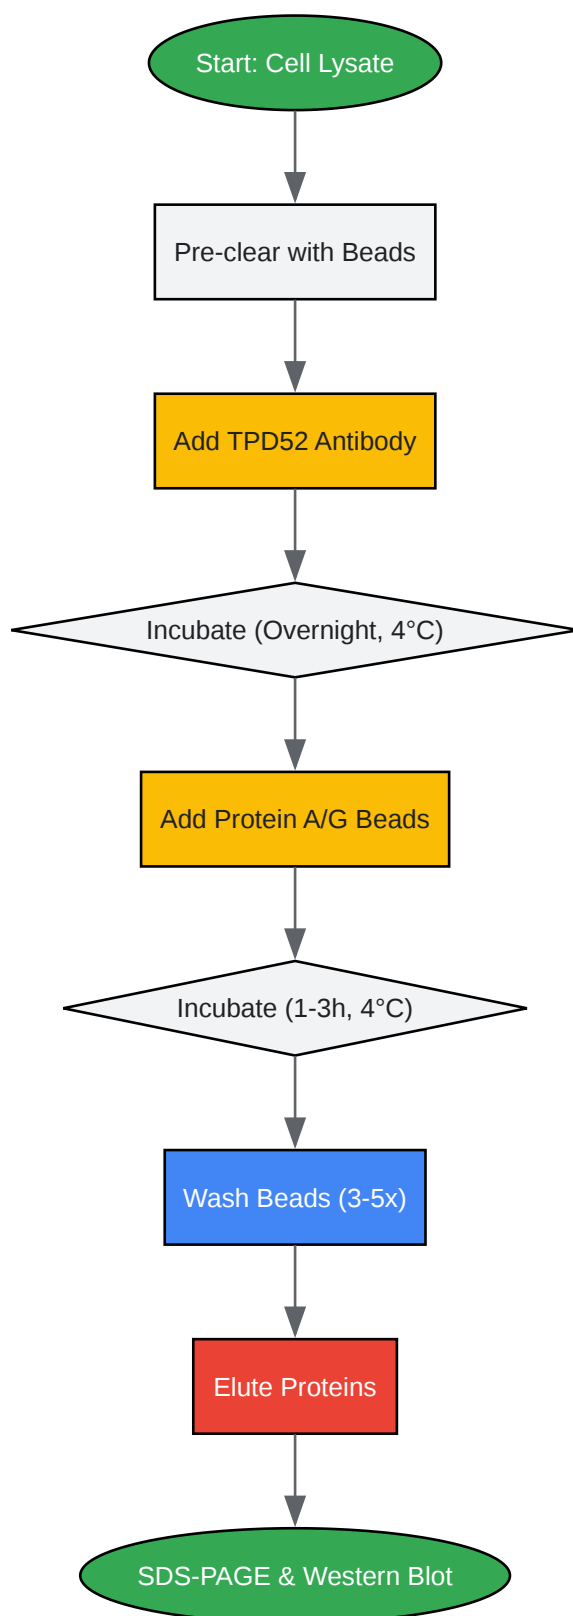 Start: Cell Lysate
Pre-clear with Beads
Add TPD52 Antibody
Incubate (Overnight, 4°C)
Add Protein A/G Beads
Incubate (1-3h, 4°C)
Wash Beads (3-5x)
Elute Proteins
SDS-PAGE & Western Blot